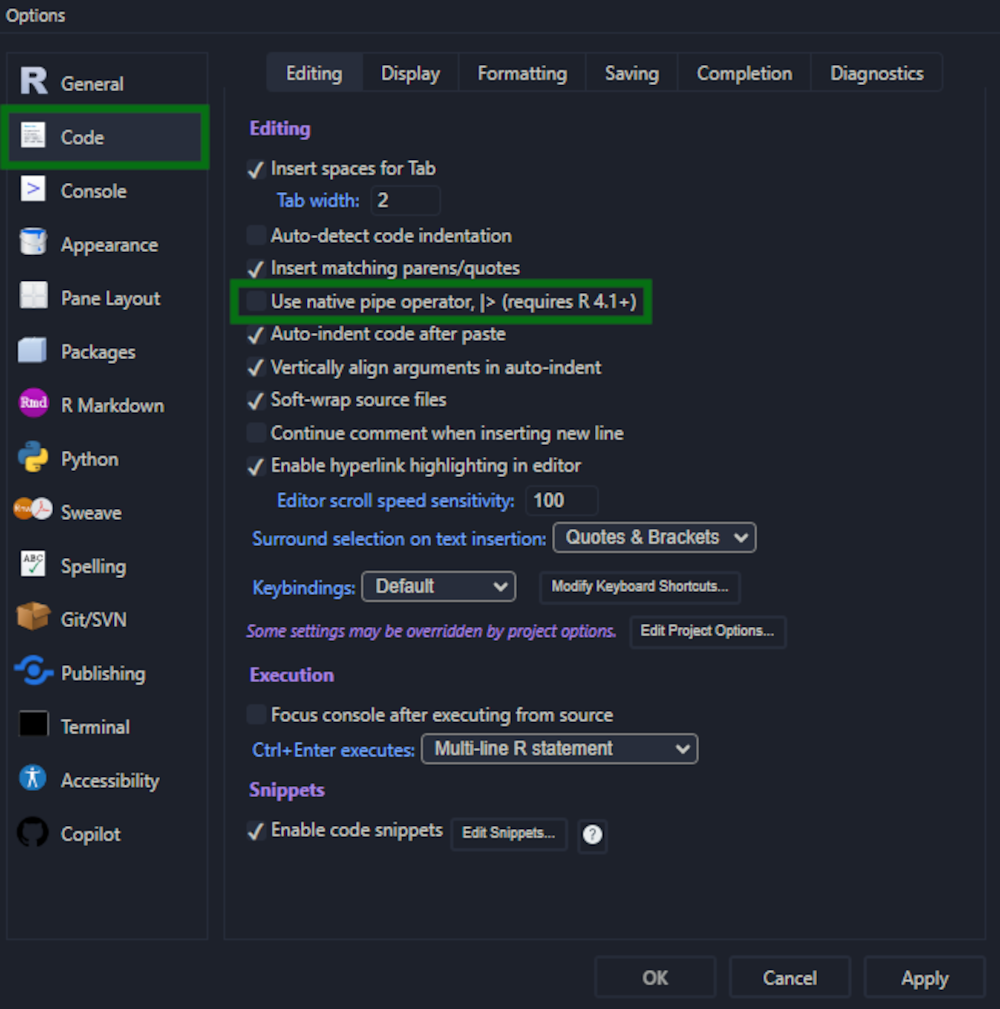 Options
R General
Code
> Console
Appearance
Pane Layout
Packages
Rmd R Markdown
Python
Sweave
ABC Spelling
Git/SVN
Publishing
Terminal
Accessibility
Copilot
Editing Display Formatting Saving Completion Diagnostics
Editing
Insert spaces for Tab
Tab width: 2
Auto-detect code indentation
Insert matching parens/quotes
Use native pipe operator, |> (requires R 4.1+)
Auto-indent code after paste
Vertically align arguments in auto-indent
Soft-wrap source files
Continue comment when inserting new line
Enable hyperlink highlighting in editor
Editor scroll speed sensitivity: 100
Surround selection on text insertion: Quotes & Brackets
Keybindings: Default Modify Keyboard Shortcuts...
Some settings may be overridden by project options. Edit Project Options...
Execution
Focus console after executing from source
Ctrl+Enter executes: Multi-line R statement
Snippets
Enable code snippets Edit Snippets... ?
OK Cancel Apply